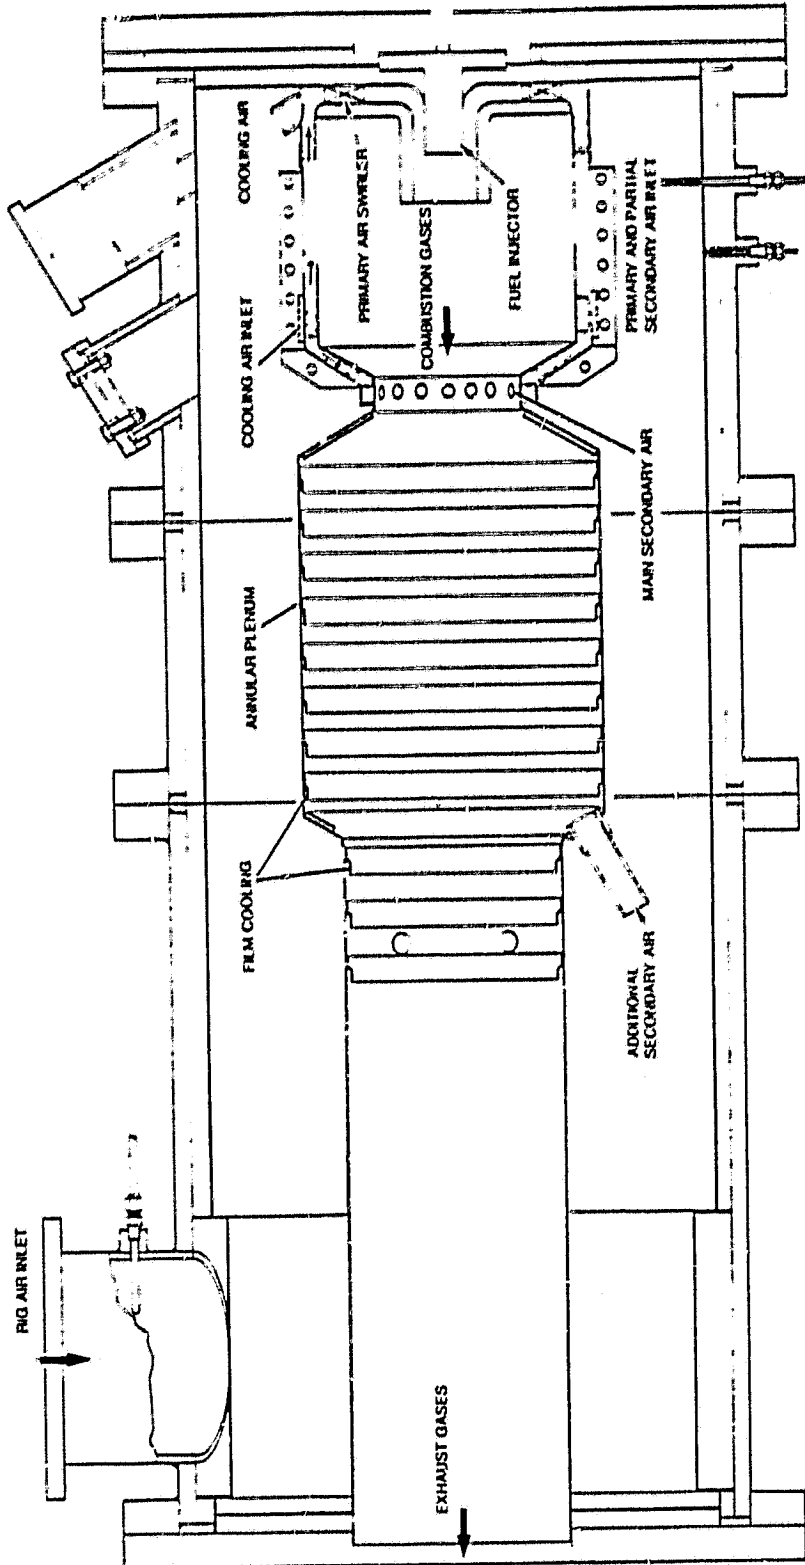 RIG AIR INLET
FILM COOLING
ANNULAR PLENUM
COOLING AIR INLET
COOLING AIR
PRIMARY AIR SWIRLER
COMBUSTION GASES
FUEL INJECTOR
EXHAUST GASES
ADDITIONAL
SECONDARY AIR
MAIN SECONDARY AIR
PRIMARY AND PARTIAL
SECONDARY AIR INLET